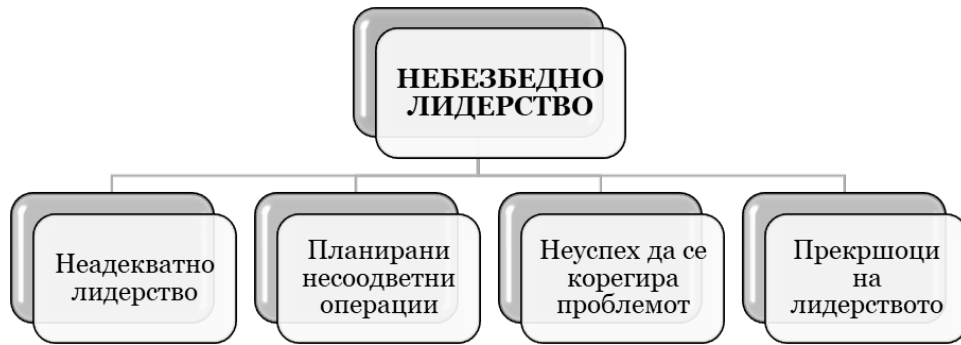 НЕБЕЗБЕДНО
ЛИДЕРСТВО
Неадекватно
лидерство
Планирани
несоодветни
операции
Неуспех да се
корегира
проблемот
Прекршоци
на
лидерството